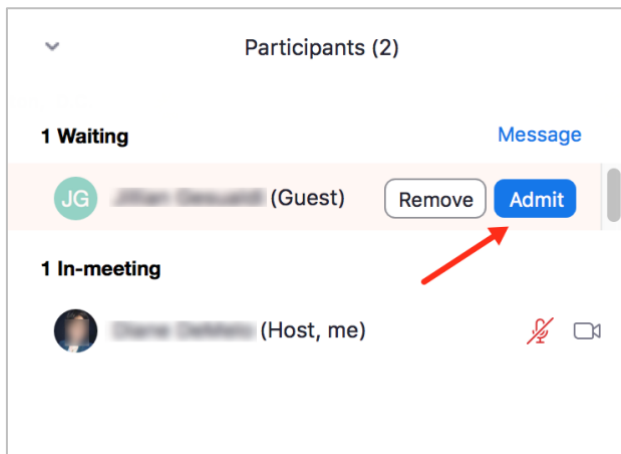 Participants (2)
1 Waiting Message
JG (Guest) Remove Admit
1 In-meeting
(Host, me)